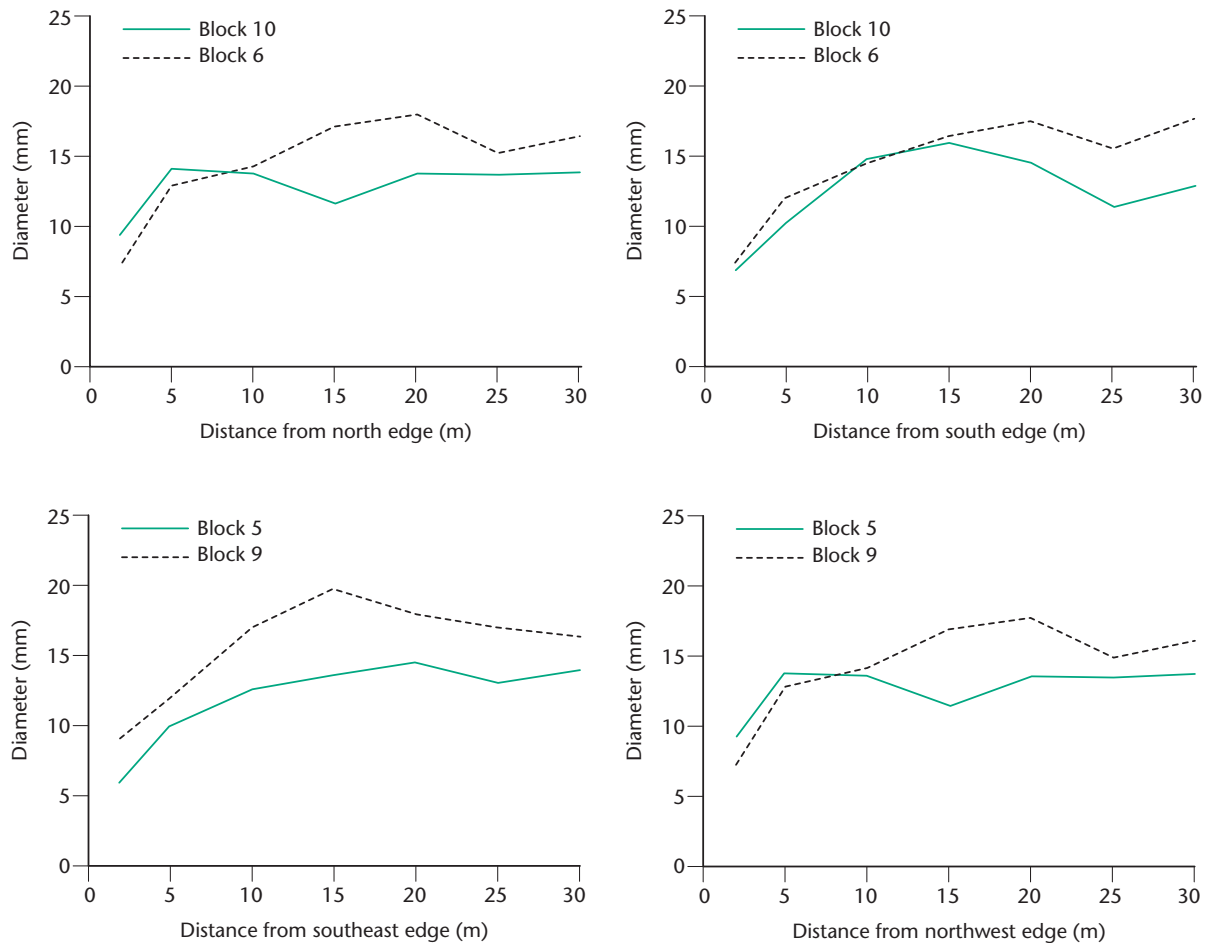 25
20
15
10
5
0
Diameter (mm)
Block 10
Block 6
0 5 10 15 20 25 30
Distance from north edge (m)
25
20
15
10
5
0
Diameter (mm)
Block 10
Block 6
0 5 10 15 20 25 30
Distance from south edge (m)
25
20
15
10
5
0
Diameter (mm)
Block 5
Block 9
0 5 10 15 20 25 30
Distance from southeast edge (m)
25
20
15
10
5
0
Diameter (mm)
Block 5
Block 9
0 5 10 15 20 25 30
Distance from northwest edge (m)